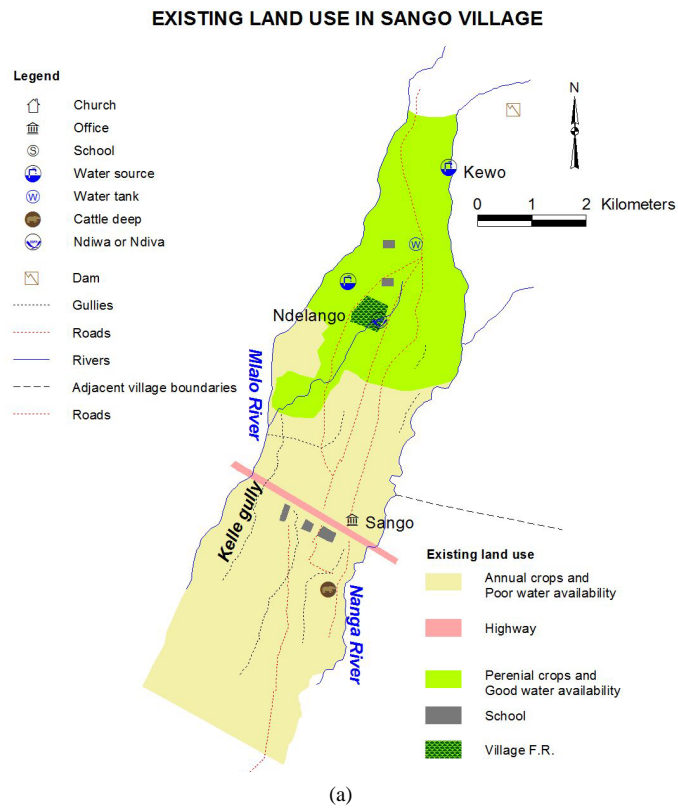 EXISTING LAND USE IN SANGO VILLAGE
Legend
Church
Office
S School
Water source
W Water tank
Cattle deep
Ndiwa or Ndiva
Dam
Gullies
Roads
Rivers
Adjacent village boundaries
Roads
N
0 1 2 Kilometers
Kewo
W
Ndelango
Mlalo River
Kelle gully
Sango
Nanga River
Existing land use
Annual crops and
Poor water availability
Highway
Perenial crops and
Good water availability
School
Village F.R.
(a)